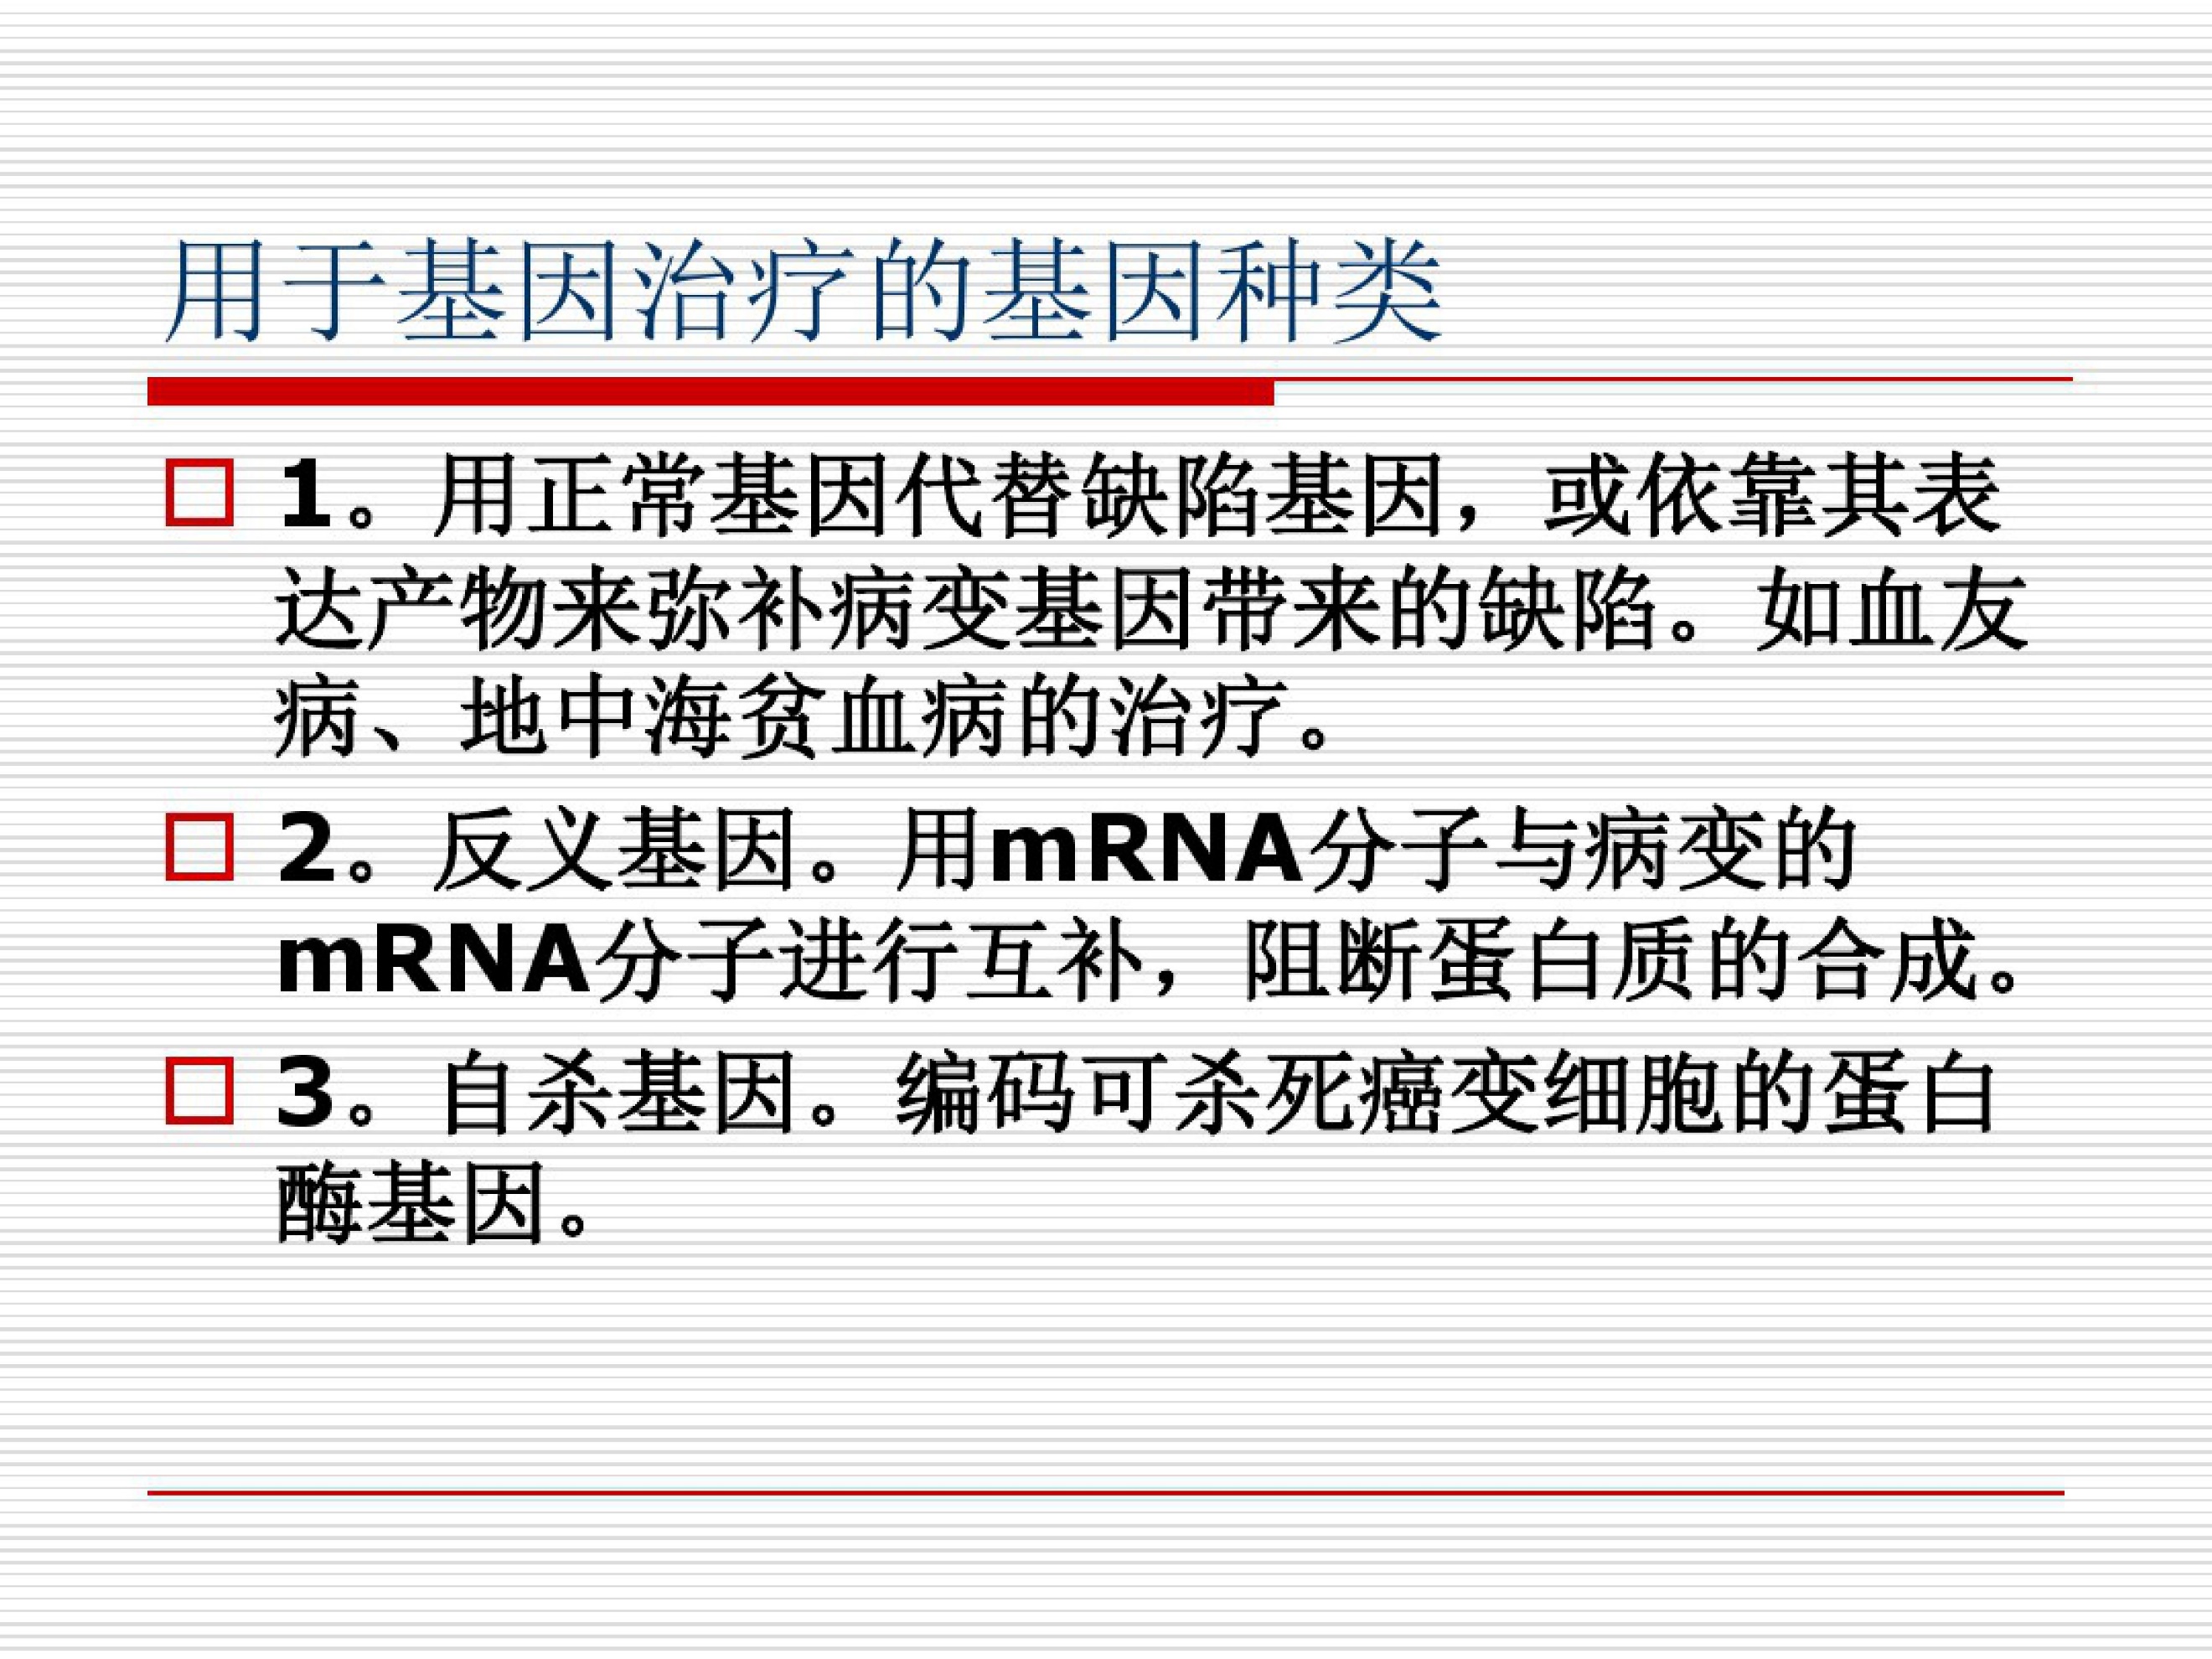 用于基因治疗的基因种类
1。用正常基因代替缺陷基因，或依靠其表
达产物来弥补病变基因带来的缺陷。如血友
病、地中海贫血病的治疗。
2。反义基因。用mRNA分子与病变的
mRNA分子进行互补，阻断蛋白质的合成。
3。自杀基因。编码可杀死癌变细胞的蛋白
酶基因。